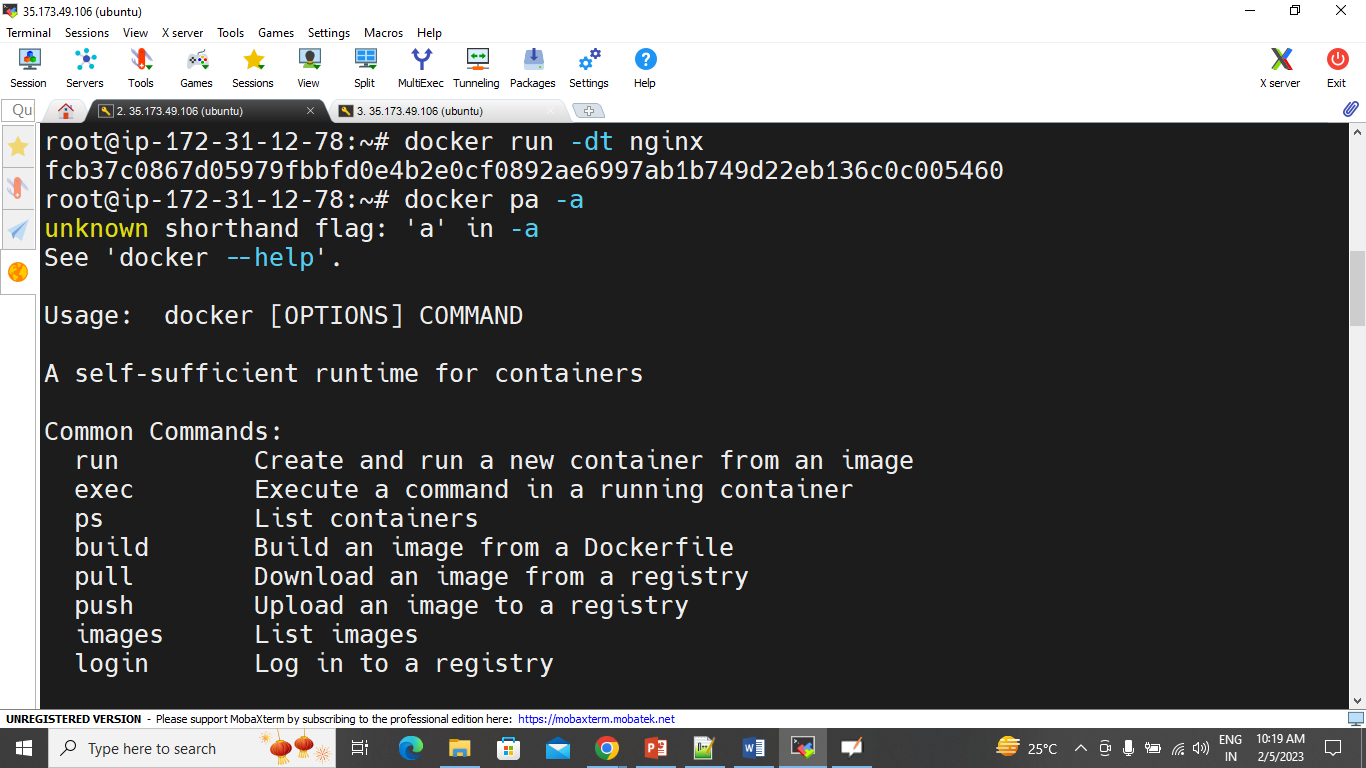 35.173.49.106 (ubuntu)
Terminal Sessions View X server Tools Games Settings Macros Help
Session Servers Tools Games Sessions View Split MultiExec Tunneling Packages Settings Help X server Exit
Qu
2. 35.173.49.106 (ubuntu)
3. 35.173.49.106 (ubuntu)
root@ip-172-31-12-78:~# docker run -dt nginx
fcb37c0867d05979fbbfd0e4b2e0cf0892ae6997ab1b749d22eb136c0c005460
root@ip-172-31-12-78:~# docker pa -a
unknown shorthand flag: 'a' in -a
See 'docker --help'.
Usage:  docker [OPTIONS] COMMAND
A self-sufficient runtime for containers
Common Commands:
  run         Create and run a new container from an image
  exec        Execute a command in a running container
  ps          List containers
  build       Build an image from a Dockerfile
  pull        Download an image from a registry
  push        Upload an image to a registry
  images      List images
  login       Log in to a registry
UNREGISTERED VERSION - Please support MobaXterm by subscribing to the professional edition here: https://mobaxterm.mobatek.net
Type here to search
25°C
ENG
IN
10:19 AM
2/5/2023